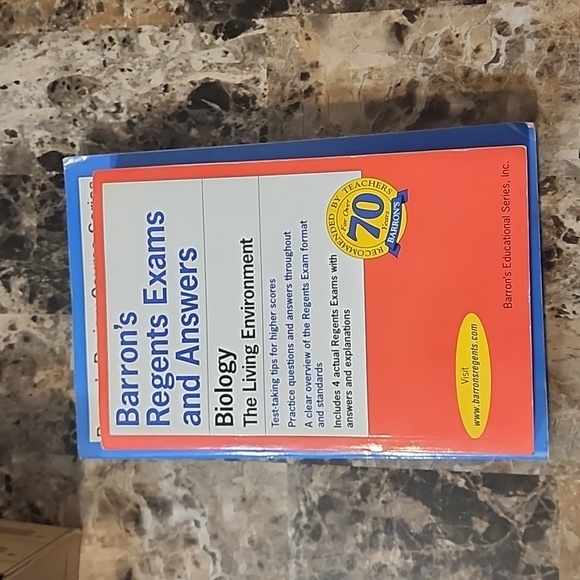 Barron's
Regents Exams
and Answers
Biology
The Living Environment
Test-taking tips for higher scores
Practice questions and answers throughout
A clear overview of the Regents Exam format
and standards
Includes 4 actual Regents Exams with
answers and explanations
RECOMMENDED BY TEACHERS
For Over
70
Years
BARRON'S
Visit
www.barronsregents.com
Barron's Educational Series, Inc.